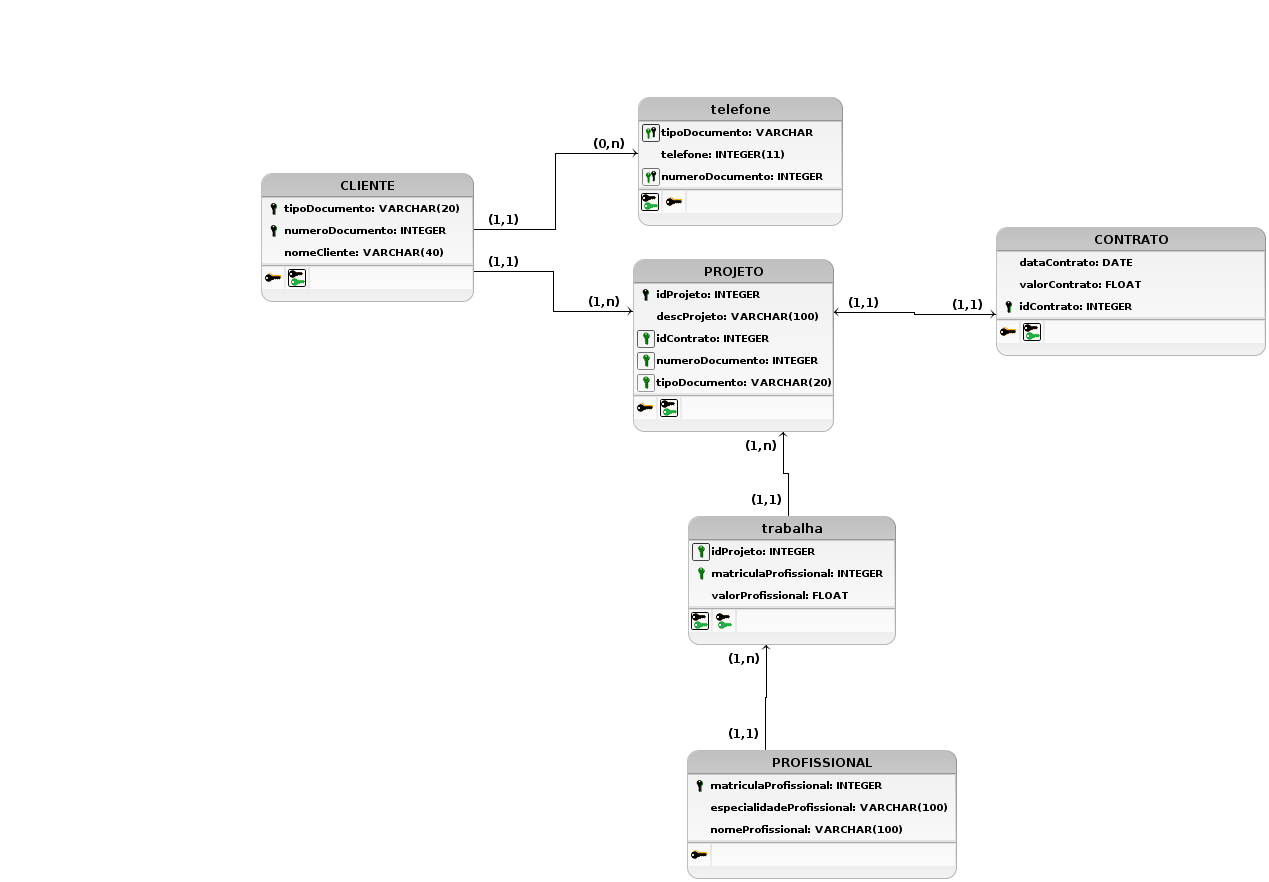 telefone
tipoDocumento: VARCHAR
telefone: INTEGER(11)
numeroDocumento: INTEGER
(0,n)
CLIENTE
tipoDocumento: VARCHAR(20)
numeroDocumento: INTEGER
nomeCliente: VARCHAR(40)
(1,1)
(1,1)
(1,n)
PROJETO
idProjeto: INTEGER
descProjeto: VARCHAR(100)
idContrato: INTEGER
numeroDocumento: INTEGER
tipoDocumento: VARCHAR(20)
(1,1)
(1,1)
CONTRATO
dataContrato: DATE
valorContrato: FLOAT
idContrato: INTEGER
(1,n)
(1,1)
trabalha
idProjeto: INTEGER
matriculaProfissional: INTEGER
valorProfissional: FLOAT
(1,n)
(1,1)
PROFISSIONAL
matriculaProfissional: INTEGER
especialidadeProfissional: VARCHAR(100)
nomeProfissional: VARCHAR(100)